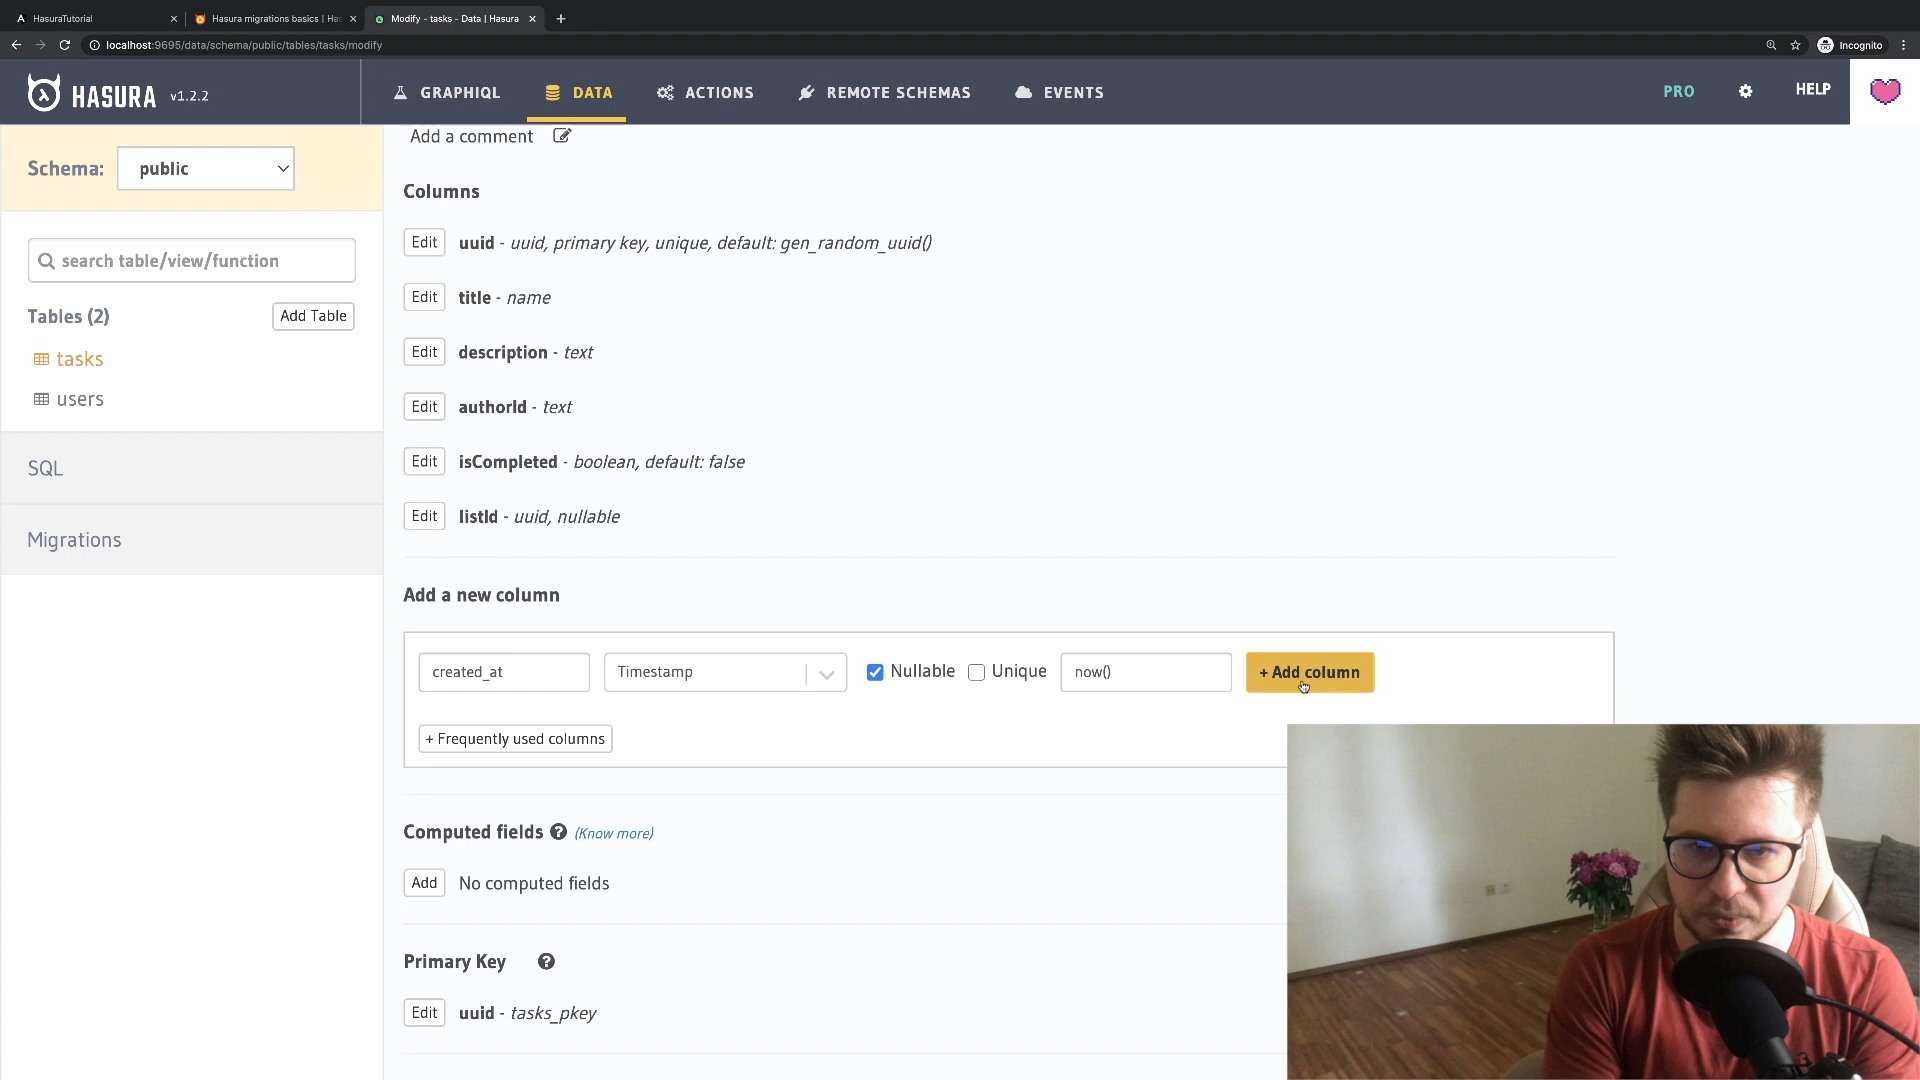 HasuraTutorial
Hasura migrations basics | Has
Modify - tasks - Data | Hasura
localhost:9695/data/schema/public/tables/tasks/modify
Incognito
HASURA v1.2.2
GRAPHIQL
DATA
ACTIONS
REMOTE SCHEMAS
EVENTS
PRO
HELP
Schema:
public
search table/view/function
Tables (2)
Add Table
tasks
users
SQL
Migrations
Add a comment
Columns
Edit uuid - uuid, primary key, unique, default: gen_random_uuid()
Edit title - name
Edit description - text
Edit authorId - text
Edit isCompleted - boolean, default: false
Edit listId - uuid, nullable
Add a new column
created_at Timestamp Nullable Unique now() + Add column
+ Frequently used columns
Computed fields (Know more)
Add No computed fields
Primary Key
Edit uuid - tasks_pkey